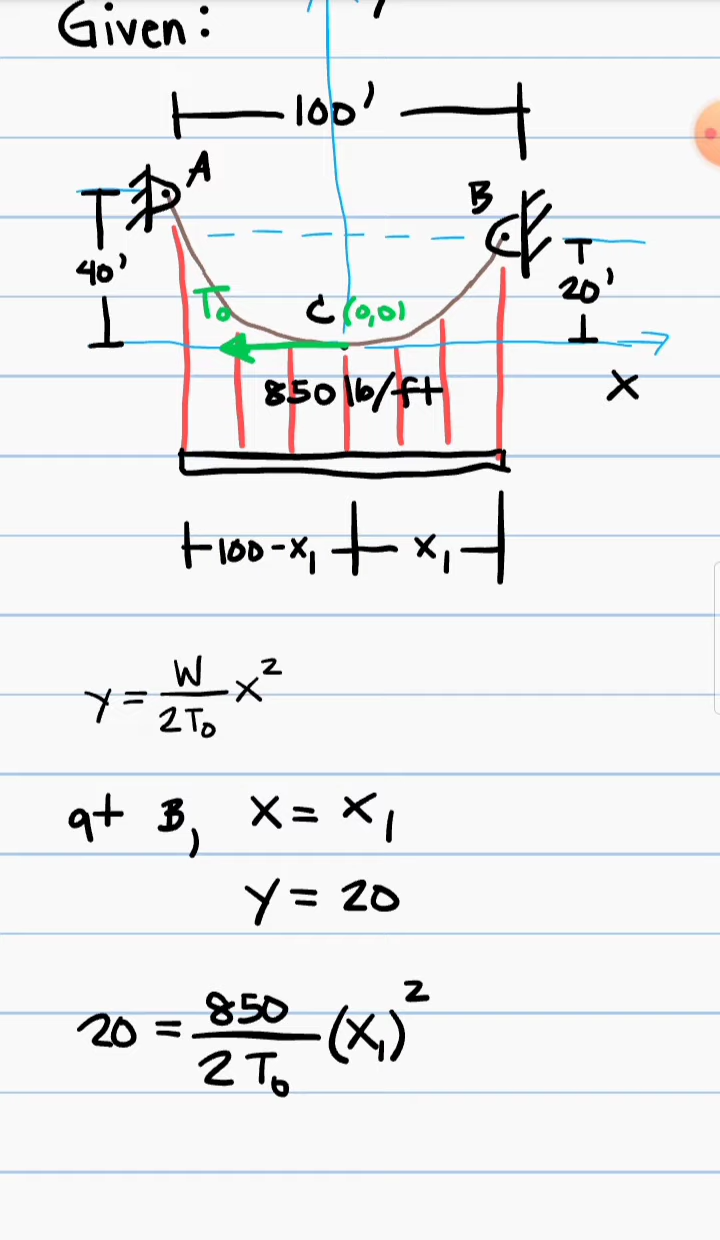 Given:
100'
A
B
40'
20'
T₀
C (0,0)
850 lb/ft
X
100-x₁
x₁
y = W/2T₀ x²
at B, x = x₁
y = 20
20 = 850/2T₀ (x₁)²